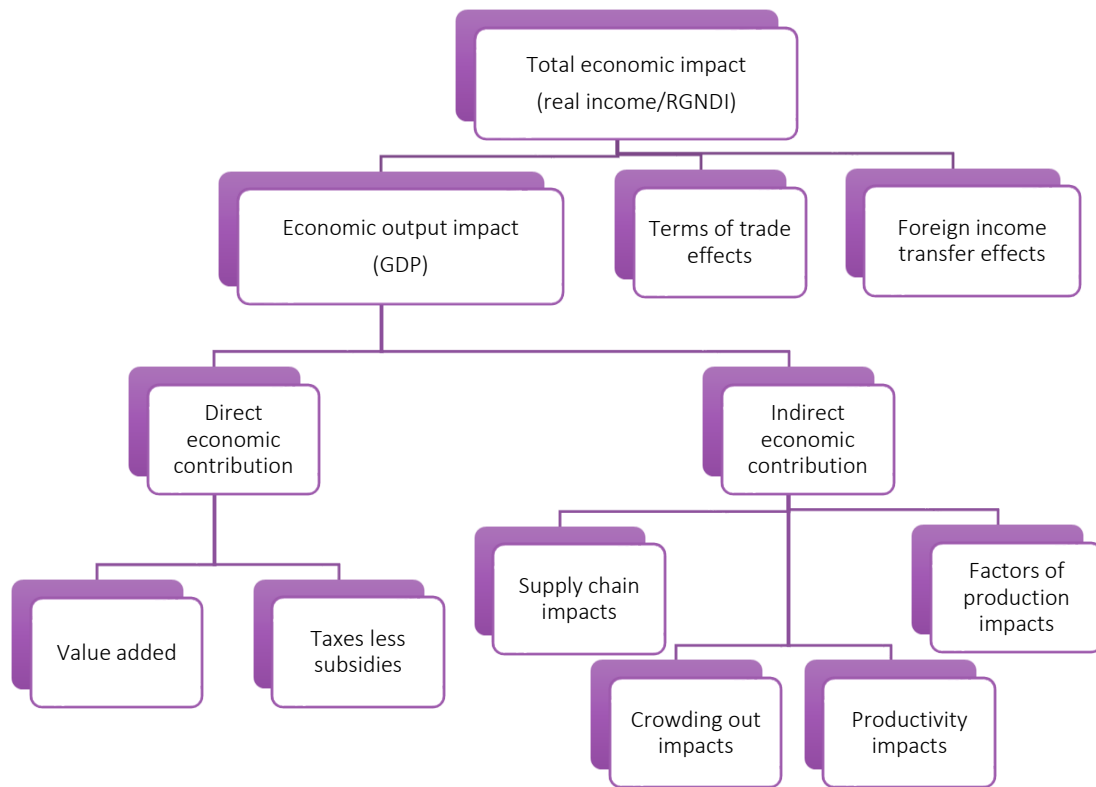 Total economic impact
(real income/RGNDI)
Economic output impact
(GDP)
Terms of trade
effects
Foreign income
transfer effects
Direct
economic
contribution
Indirect
economic
contribution
Value added
Taxes less
subsidies
Supply chain
impacts
Factors of
production
impacts
Crowding out
impacts
Productivity
impacts